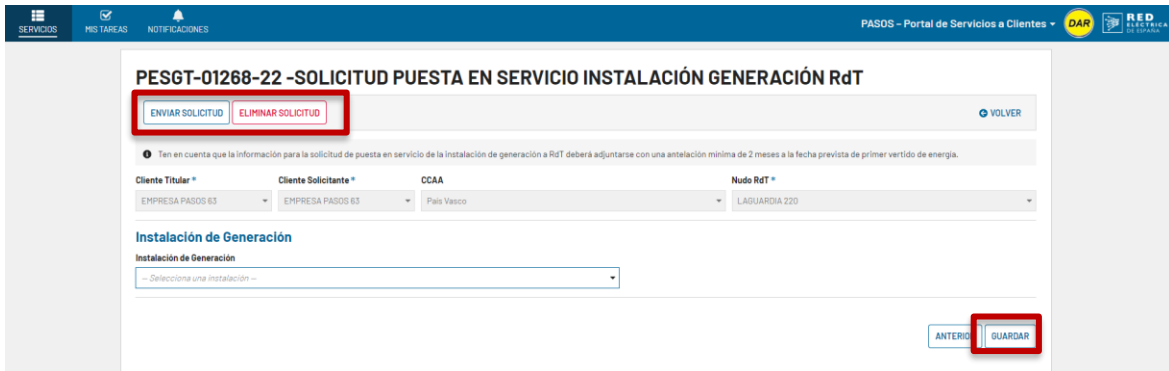 SERVICIOS
MIS TAREAS
NOTIFICACIONES
PASOS - Portal de Servicios a Clientes
DAR
RED
ELÉCTRICA
DE ESPAÑA
PESGT-01268-22 -SOLICITUD PUESTA EN SERVICIO INSTALACIÓN GENERACIÓN RdT
ENVIAR SOLICITUD
ELIMINAR SOLICITUD
VOLVER
Ten en cuenta que la información para la solicitud de puesta en servicio de la instalación de generación a RdT deberá adjuntarse con una antelación mínima de 2 meses a la fecha prevista de primer vertido de energía.
Cliente Titular *
Cliente Solicitante *
CCAA
Nudo RdT *
EMPRESA PASOS 63
EMPRESA PASOS 63
País Vasco
LAGUARDIA 220
Instalación de Generación
Instalación de Generación
-- Selecciona una instalación --
ANTERIO
GUARDAR